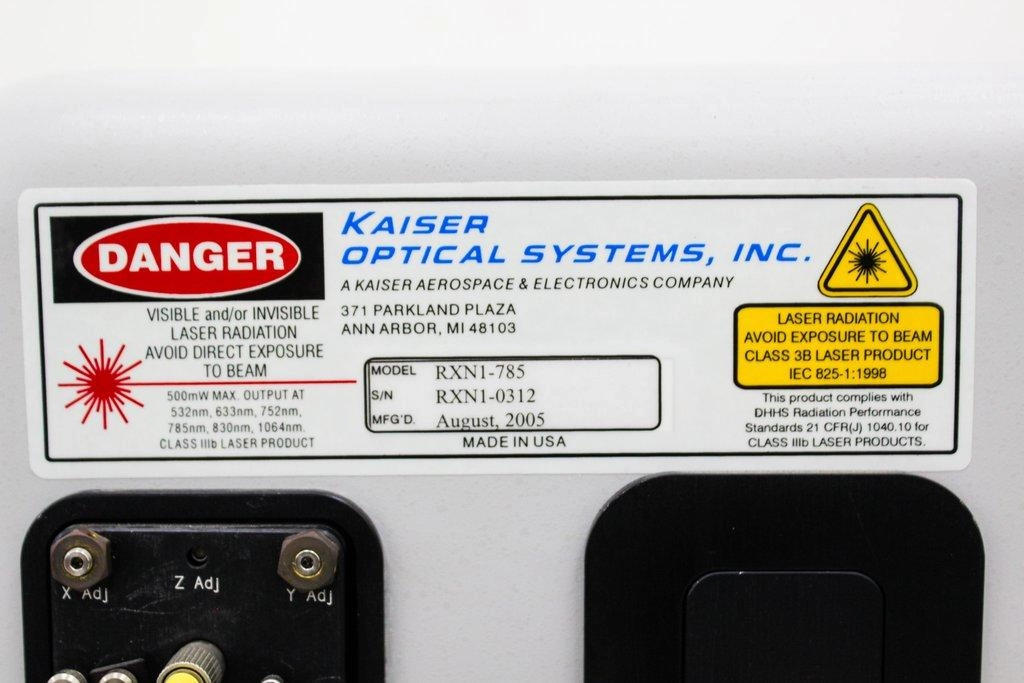 DANGER
VISIBLE and/or INVISIBLE
LASER RADIATION
AVOID DIRECT EXPOSURE
TO BEAM
500mW MAX. OUTPUT AT
532nm, 633nm, 752nm,
785nm, 830nm, 1064nm.
CLASS IIIb LASER PRODUCT
KAISER
OPTICAL SYSTEMS, INC.
A KAISER AEROSPACE & ELECTRONICS COMPANY
371 PARKLAND PLAZA
ANN ARBOR, MI 48103
MODEL RXN1-785
S/N RXN1-0312
MFG'D. August, 2005
MADE IN USA
LASER RADIATION
AVOID EXPOSURE TO BEAM
CLASS 3B LASER PRODUCT
IEC 825-1:1998
This product complies with
DHHS Radiation Performance
Standards 21 CFR(J) 1040.10 for
CLASS IIIb LASER PRODUCTS.
X Adj
Z Adj
Y Adj